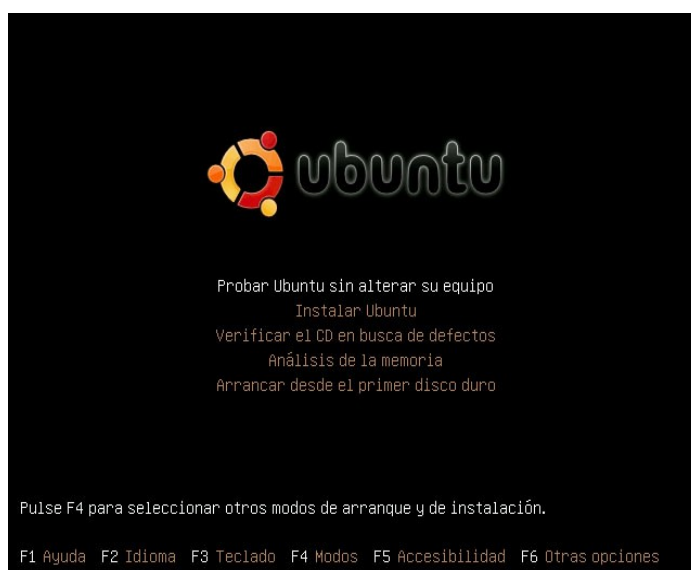 ubuntu
Probar Ubuntu sin alterar su equipo
Instalar Ubuntu
Verificar el CD en busca de defectos
Análisis de la memoria
Arrancar desde el primer disco duro
Pulse F4 para seleccionar otros modos de arranque y de instalación.
F1 Ayuda F2 Idioma F3 Teclado F4 Modos F5 Accesibilidad F6 Otras opciones